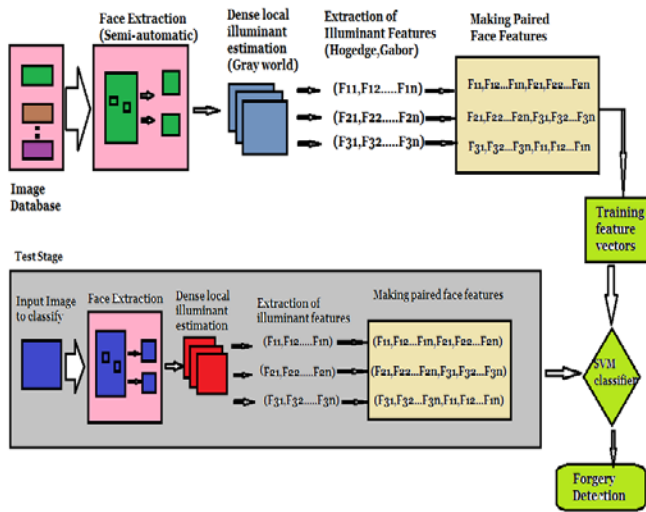 Face Extraction
(Semi-automatic)
Dense local
illuminant
estimation
(Gray world)
Extraction of
Illuminant Features
(Hogedge,Gabor)
Making Paired
Face Features
(F11,F12.....F1n)
(F21,F22.....F2n)
(F31,F32.....F3n)
F11,F12...F1n,F21,F22...F2n
F21,F22...F2n,F31,F32...F3n
F31,F32...F3n,F11,F12...F1n
Image
Database
Training
feature
vectors
Test Stage
Input Image
to classify
Face Extraction
Dense local
illuminant
estimation
Extraction of
illuminant features
Making paired face features
(F11,F12.....F1n)
(F21,F22.....F2n)
(F31,F32.....F3n)
(F11,F12...F1n,F21,F22...F2n)
(F21,F22...F2n,F31,F32...F3n)
(F31,F32...F3n,F11,F12...F1n)
SVM
classifier
Forgery
Detection